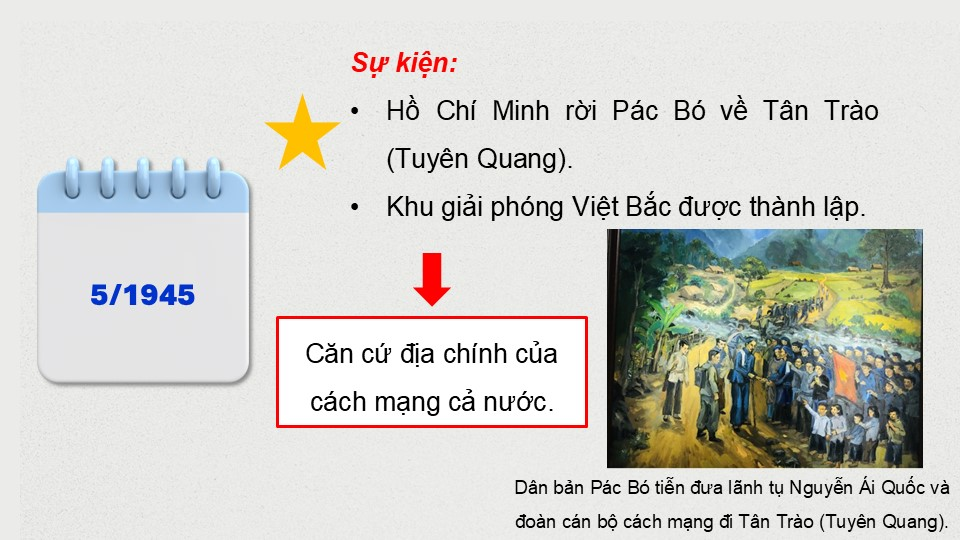 Sự kiện:
• Hồ Chí Minh rời Pác Bó về Tân Trào
(Tuyên Quang).
• Khu giải phóng Việt Bắc được thành lập.
5/1945
Căn cứ địa chính của
cách mạng cả nước.
Dân bản Pác Bó tiễn đưa lãnh tụ Nguyễn Ái Quốc và
đoàn cán bộ cách mạng đi Tân Trào (Tuyên Quang).